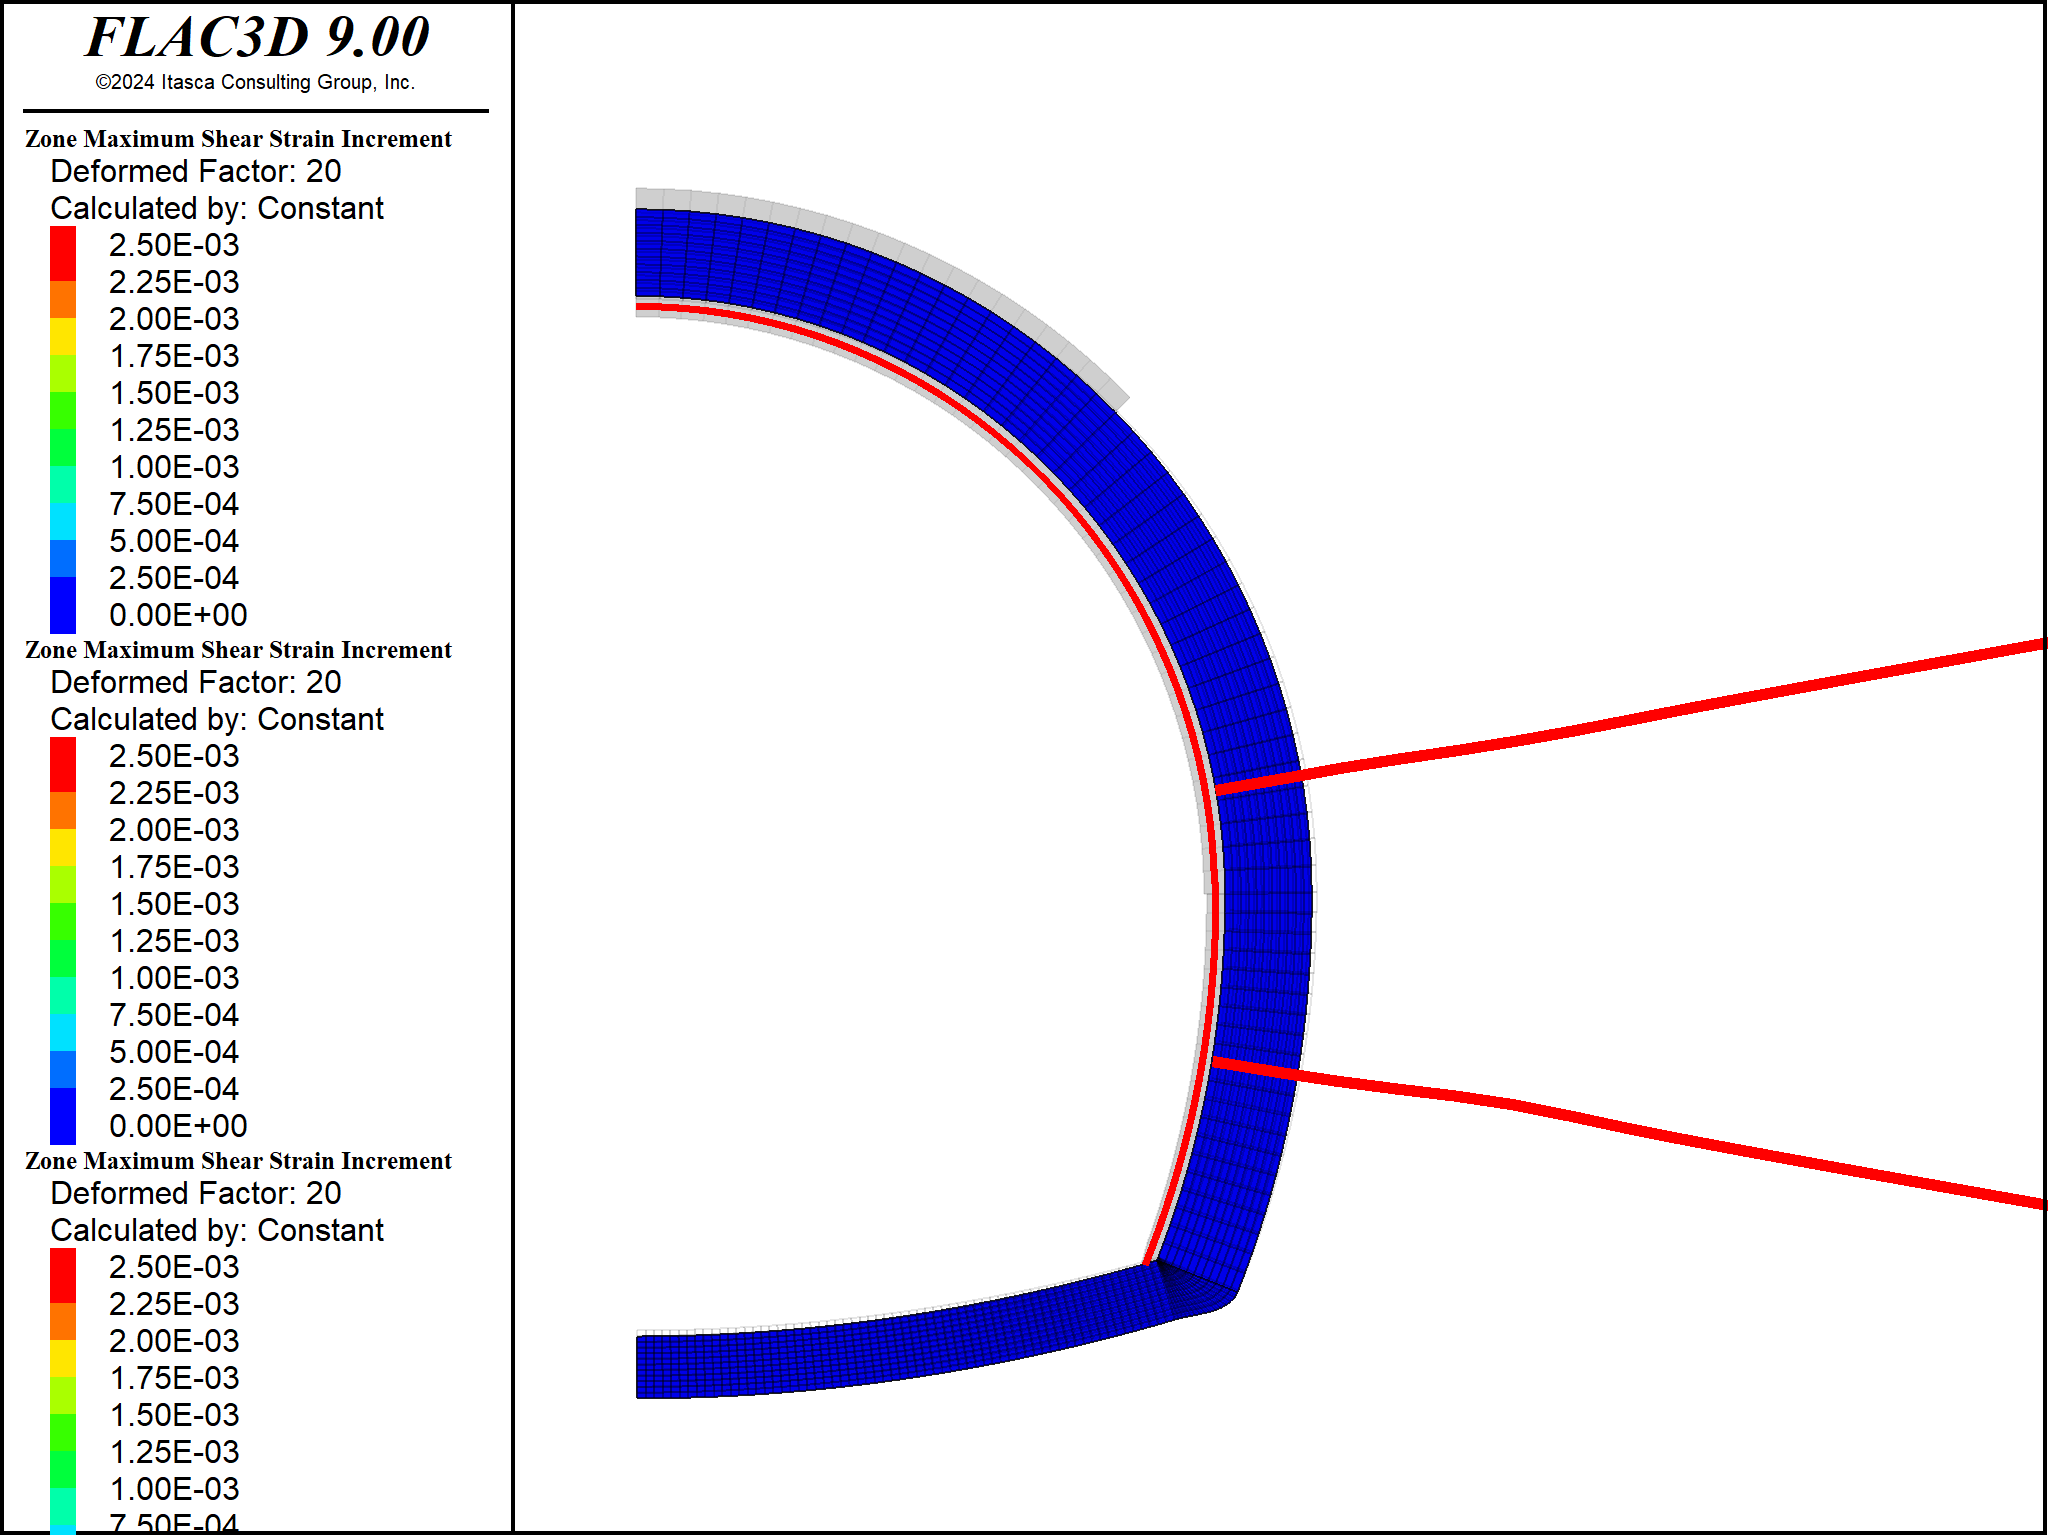 FLAC3D 9.00
©2024 Itasca Consulting Group, Inc.
Zone Maximum Shear Strain Increment
Deformed Factor: 20
Calculated by: Constant
2.50E-03
2.25E-03
2.00E-03
1.75E-03
1.50E-03
1.25E-03
1.00E-03
7.50E-04
5.00E-04
2.50E-04
0.00E+00
Zone Maximum Shear Strain Increment
Deformed Factor: 20
Calculated by: Constant
2.50E-03
2.25E-03
2.00E-03
1.75E-03
1.50E-03
1.25E-03
1.00E-03
7.50E-04
5.00E-04
2.50E-04
0.00E+00
Zone Maximum Shear Strain Increment
Deformed Factor: 20
Calculated by: Constant
2.50E-03
2.25E-03
2.00E-03
1.75E-03
1.50E-03
1.25E-03
1.00E-03
7.50E-04